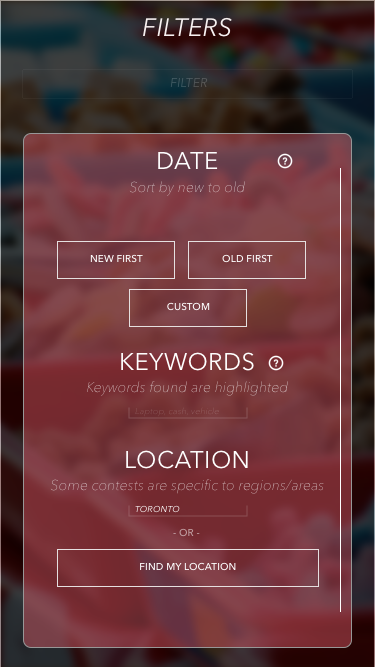 FILTERS
FILTER
DATE ?
Sort by new to old
NEW FIRST
OLD FIRST
CUSTOM
KEYWORDS ?
Keywords found are highlighted
Laptop, cash, vehicle
LOCATION
Some contests are specific to regions/areas
TORONTO
- OR -
FIND MY LOCATION